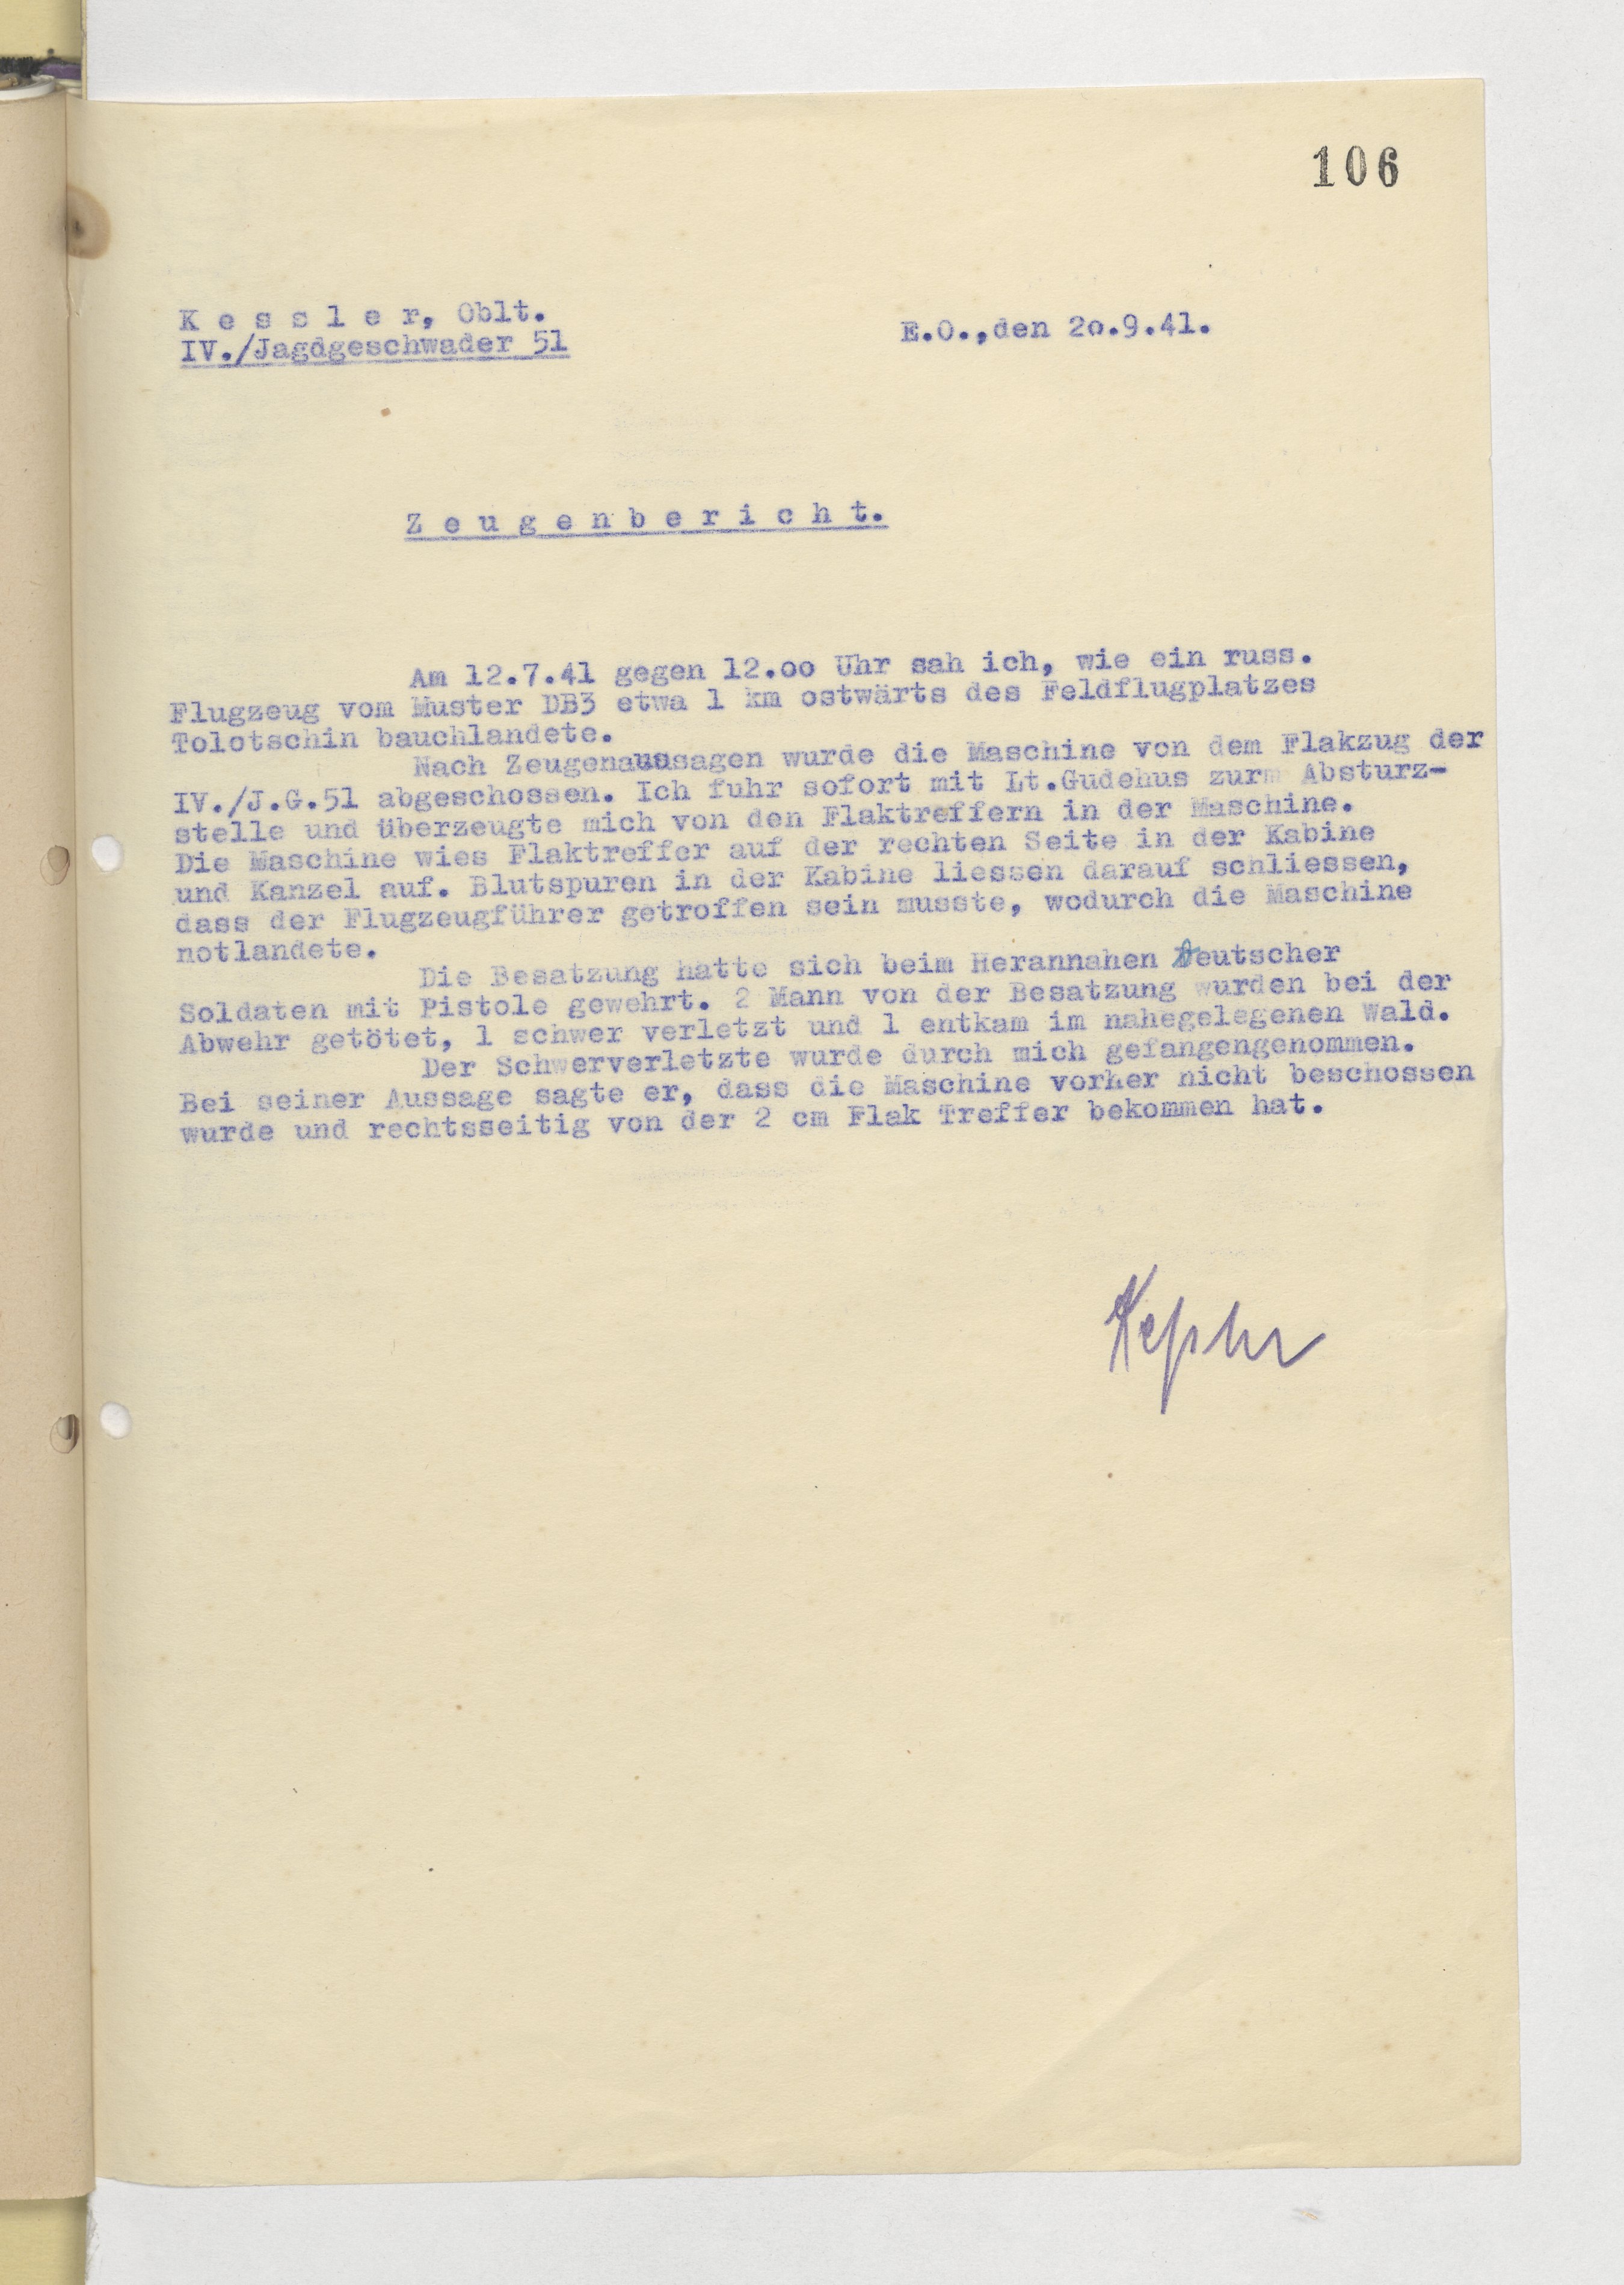 106
K e s s l e r, Oblt.
IV./Jagdgeschwader 51
E.O.,den 2o.9.41.
Z e u g e n b e r i c h t.
Am 12.7.41 gegen 12.oo Uhr sah ich, wie ein russ.
Flugzeug vom Muster DB3 etwa 1 km ostwärts des Feldflugplatzes
Tolotschin bauchlandete.
Nach Zeugenaussagen wurde die Maschine von dem Flakzug der
IV./J.G.51 abgeschossen. Ich fuhr sofort mit Lt.Gudehus zur Absturz-
stelle und überzeugte mich von den Flaktreffern in der Maschine.
Die Maschine wies Flaktreffer auf der rechten Seite in der Kabine
und Kanzel auf. Blutspuren in der Kabine liessen darauf schliessen,
dass der Flugzeugführer getroffen sein musste, wodurch die Maschine
notlandete.
Die Besatzung hatte sich beim Herannahen deutscher
Soldaten mit Pistole gewehrt. 2 Mann von der Besatzung wurden bei der
Abwehr getötet, 1 schwer verletzt und 1 entkam im nahegelegenen Wald.
Der Schwerverletzte wurde durch mich gefangengenommen.
Bei seiner Aussage sagte er, dass die Maschine vorher nicht beschossen
wurde und rechtsseitig von der 2 cm Flak Treffer bekommen hat.
Kessler